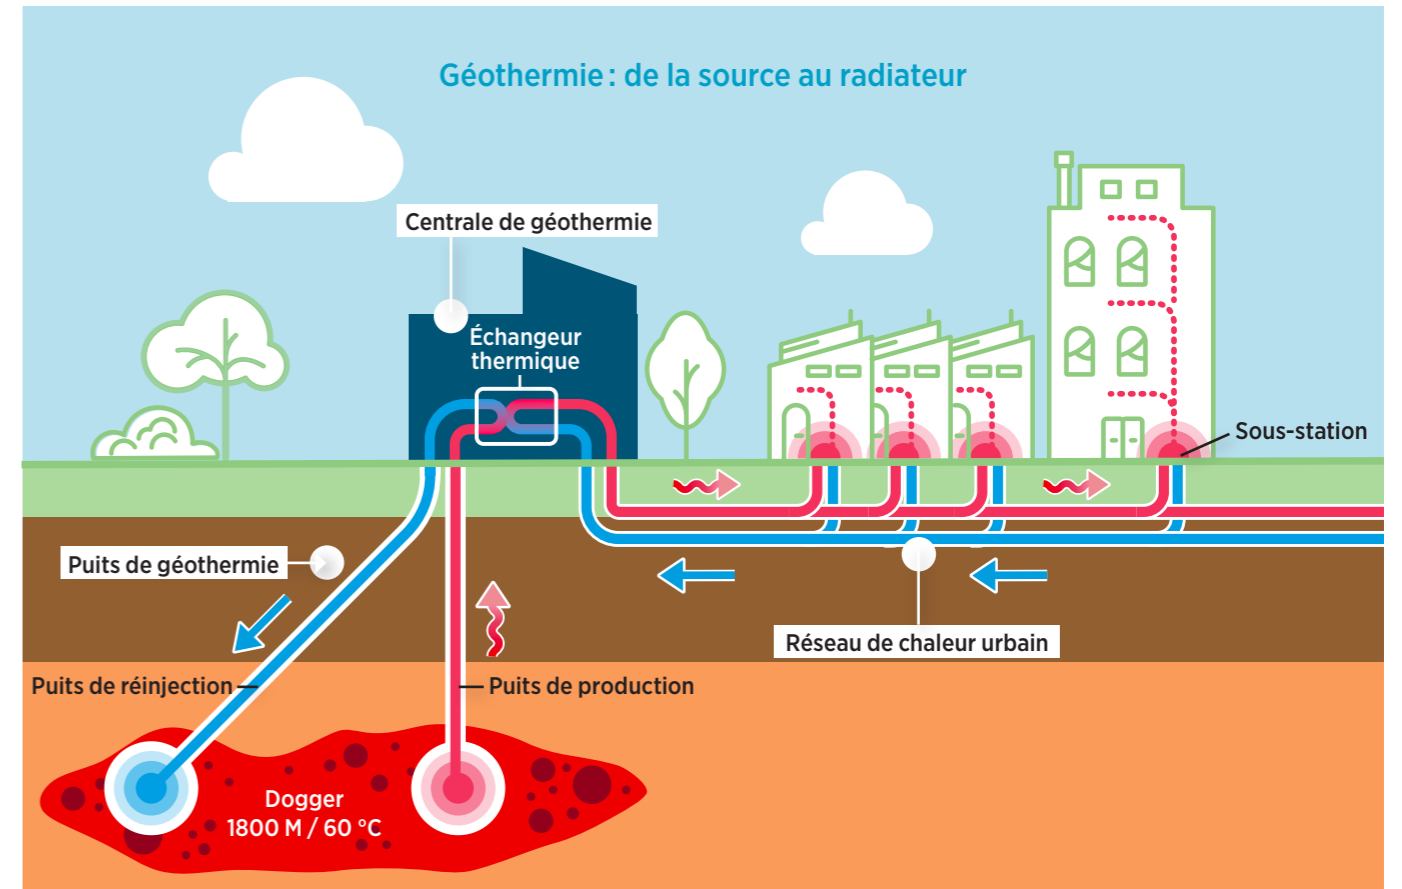 Géothermie : de la source au radiateur
Centrale de géothermie
Échangeur
thermique
Sous-station
Puits de géothermie
Réseau de chaleur urbain
Puits de réinjection
Puits de production
Dogger
1800 M / 60 °C